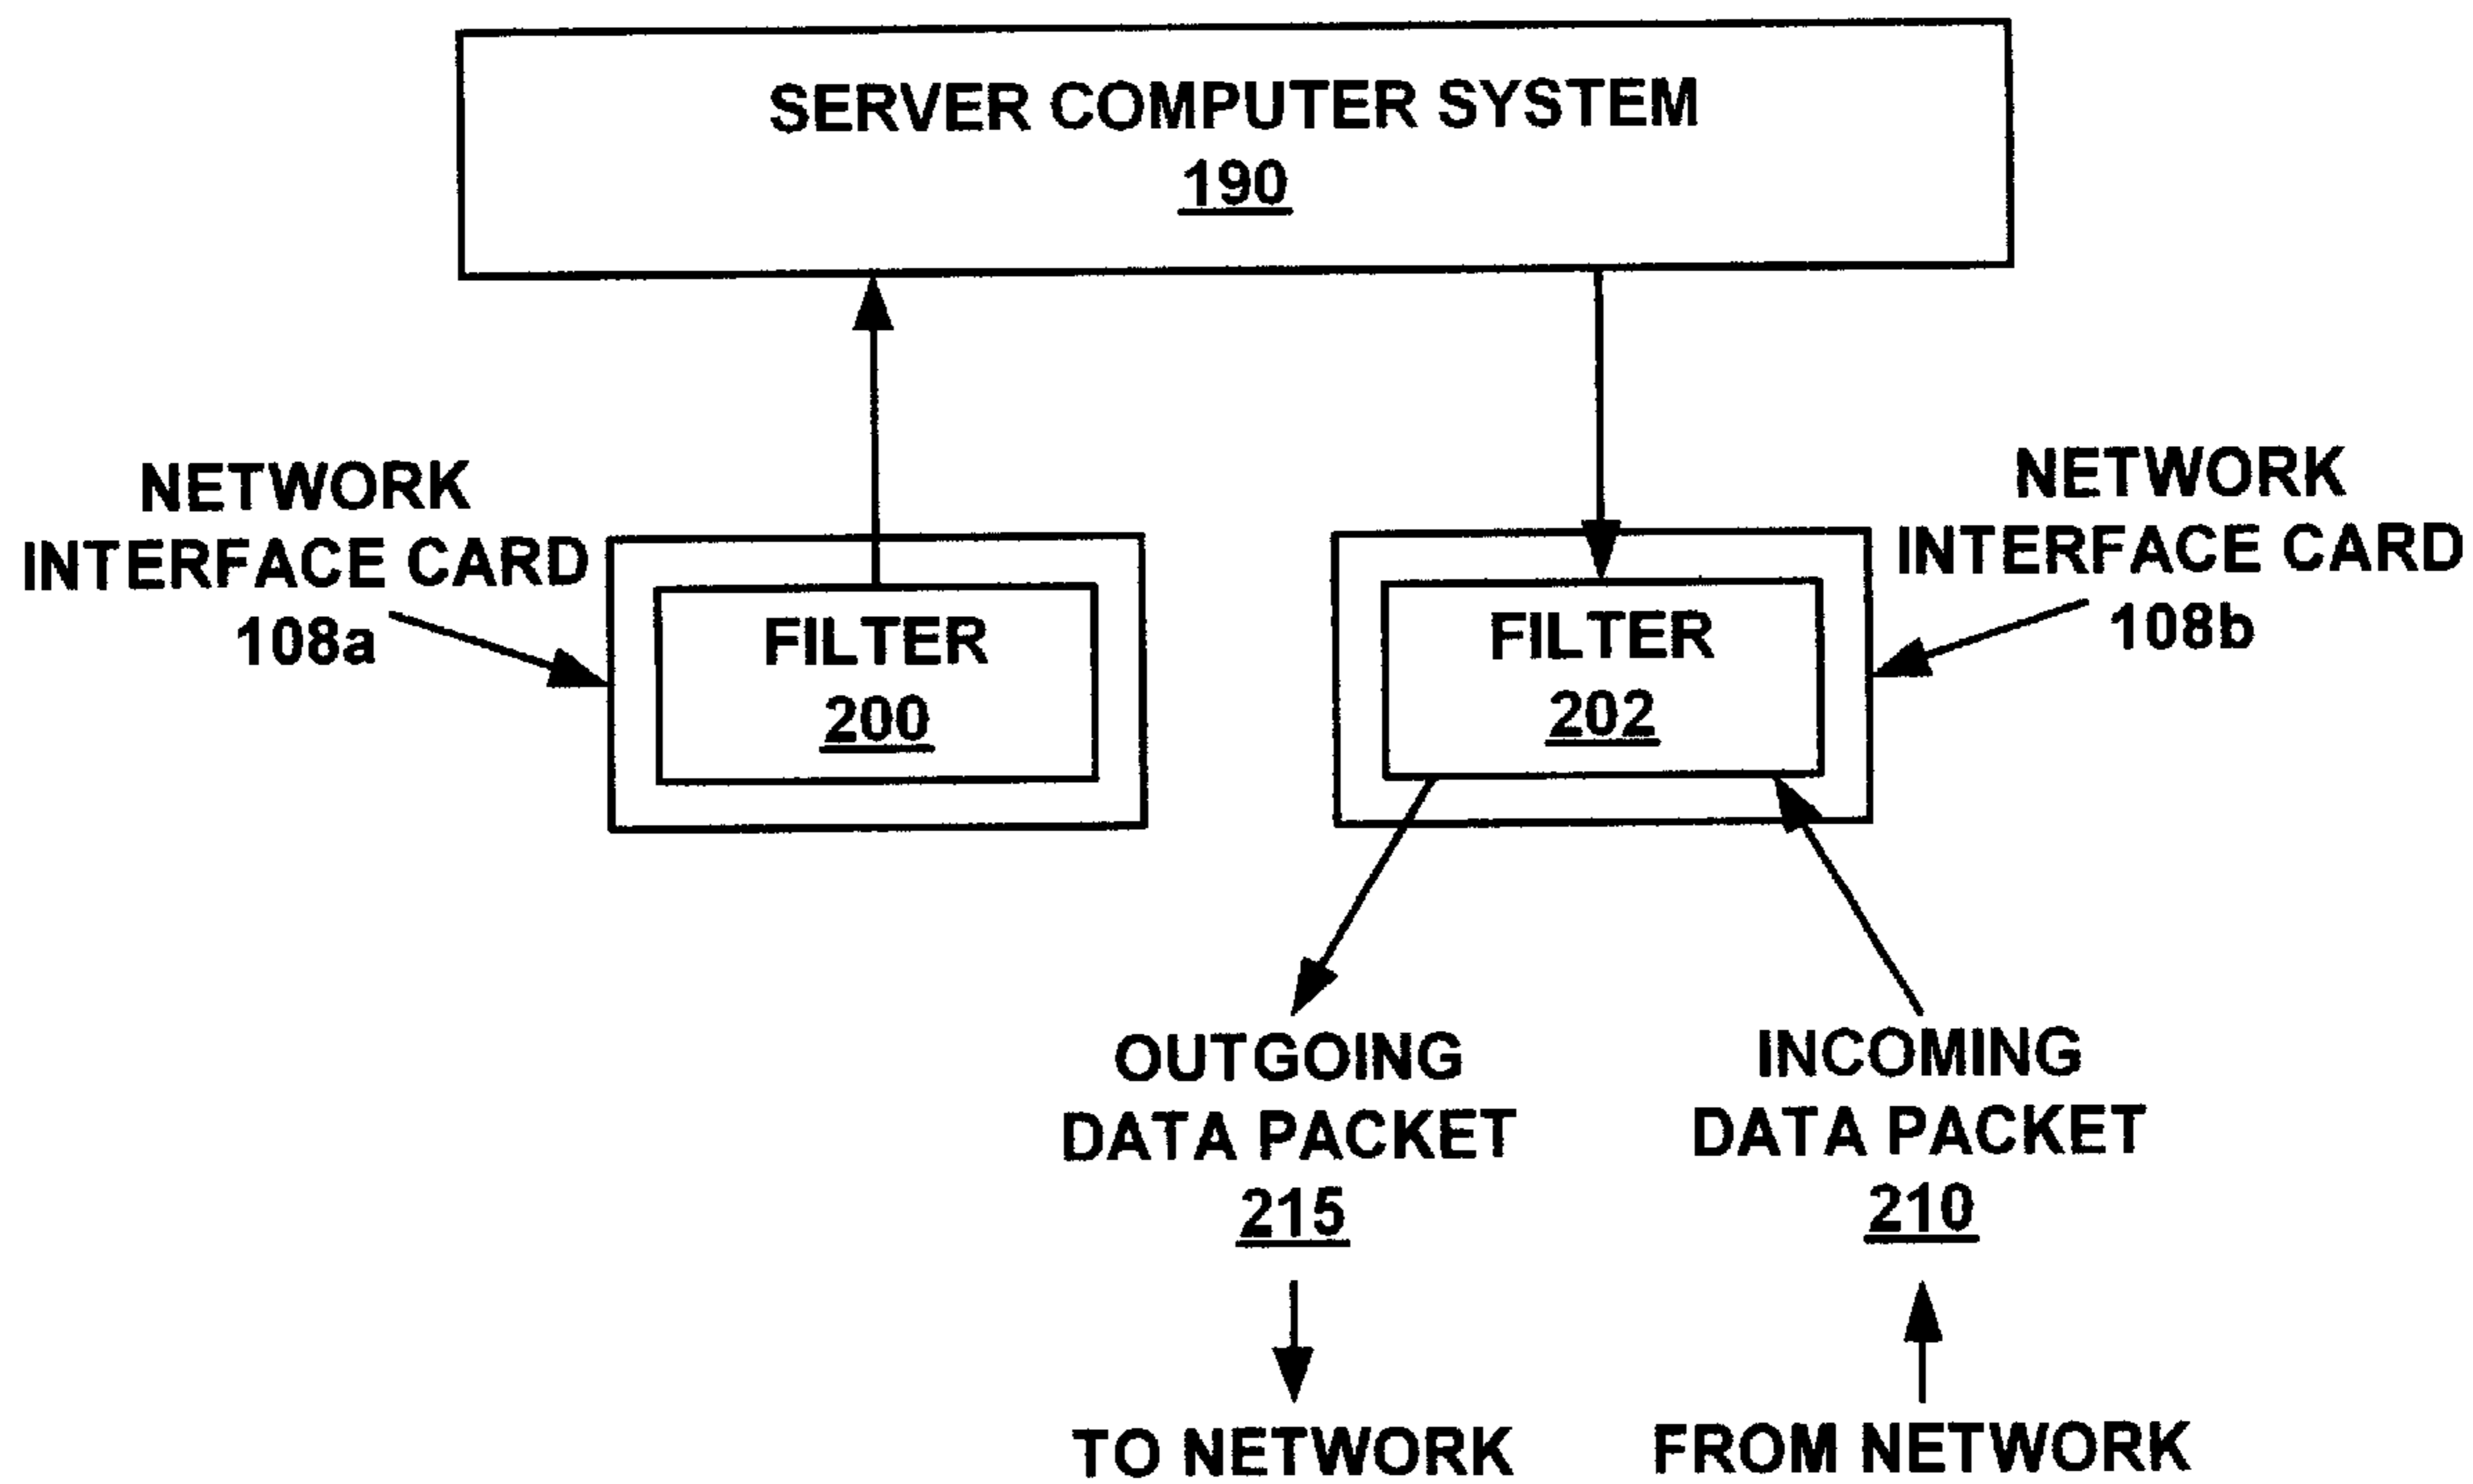 SERVER COMPUTER SYSTEM
190
NETWORK
INTERFACE CARD
108a
FILTER
200
FILTER
202
NETWORK
INTERFACE CARD
108b
OUTGOING
DATA PACKET
215
INCOMING
DATA PACKET
210
TO NETWORK
FROM NETWORK